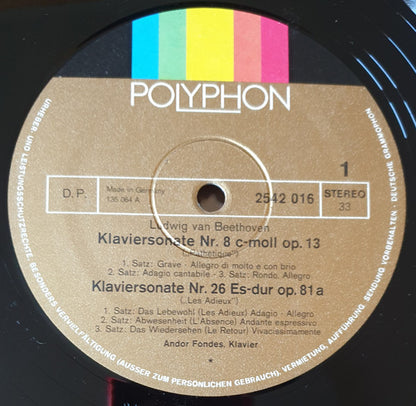 POLYPHON
1
D. P.
Made in Germany
135 064 A
2542 016
STEREO
33
Ludwig van Beethoven
Klaviersonate Nr. 8 c-moll op. 13
(„Pathétique")
1. Satz: Grave - Allegro di molto e con brio
2. Satz: Adagio cantabile - 3. Satz: Rondo. Allegro
Klaviersonate Nr. 26 Es-dur op. 81a
(„Les Adieux")
1. Satz: Das Lebewohl (Les Adieux) Adagio - Allegro
2. Satz: Abwesenheit (L'Absence) Andante espressivo
3. Satz: Das Wiedersehen (Le Retour) Vivacissimamente
Andor Fondes, Klavier
*
URHEBER- UND LEISTUNGSSCHUTZRECHTE, BESONDERS VERVIELFÄLTIGUNG (AUSSER ZUM PERSÖNLICHEN GEBRAUCH), VERMIETUNG, AUFFÜHRUNG, SENDUNG VORBEHALTEN · DEUTSCHE GRAMMOPHON